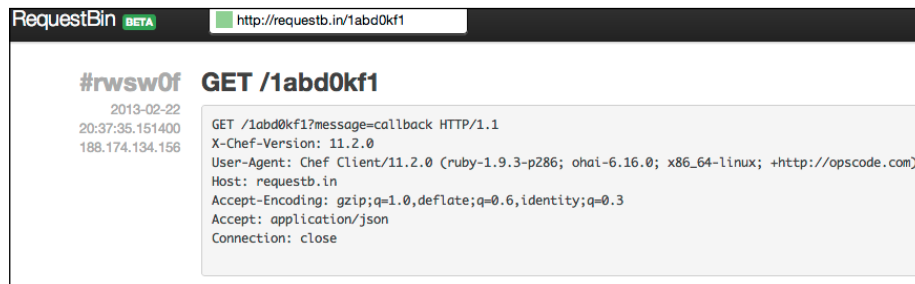 RequestBin BETA http://requestb.in/1abd0kf1
#rwsw0f GET /1abd0kf1
2013-02-22
20:37:35.151400
188.174.134.156
GET /1abd0kf1?message=callback HTTP/1.1
X-Chef-Version: 11.2.0
User-Agent: Chef Client/11.2.0 (ruby-1.9.3-p286; ohai-6.16.0; x86_64-linux; +http://opscode.com)
Host: requestb.in
Accept-Encoding: gzip;q=1.0,deflate;q=0.6,identity;q=0.3
Accept: application/json
Connection: close